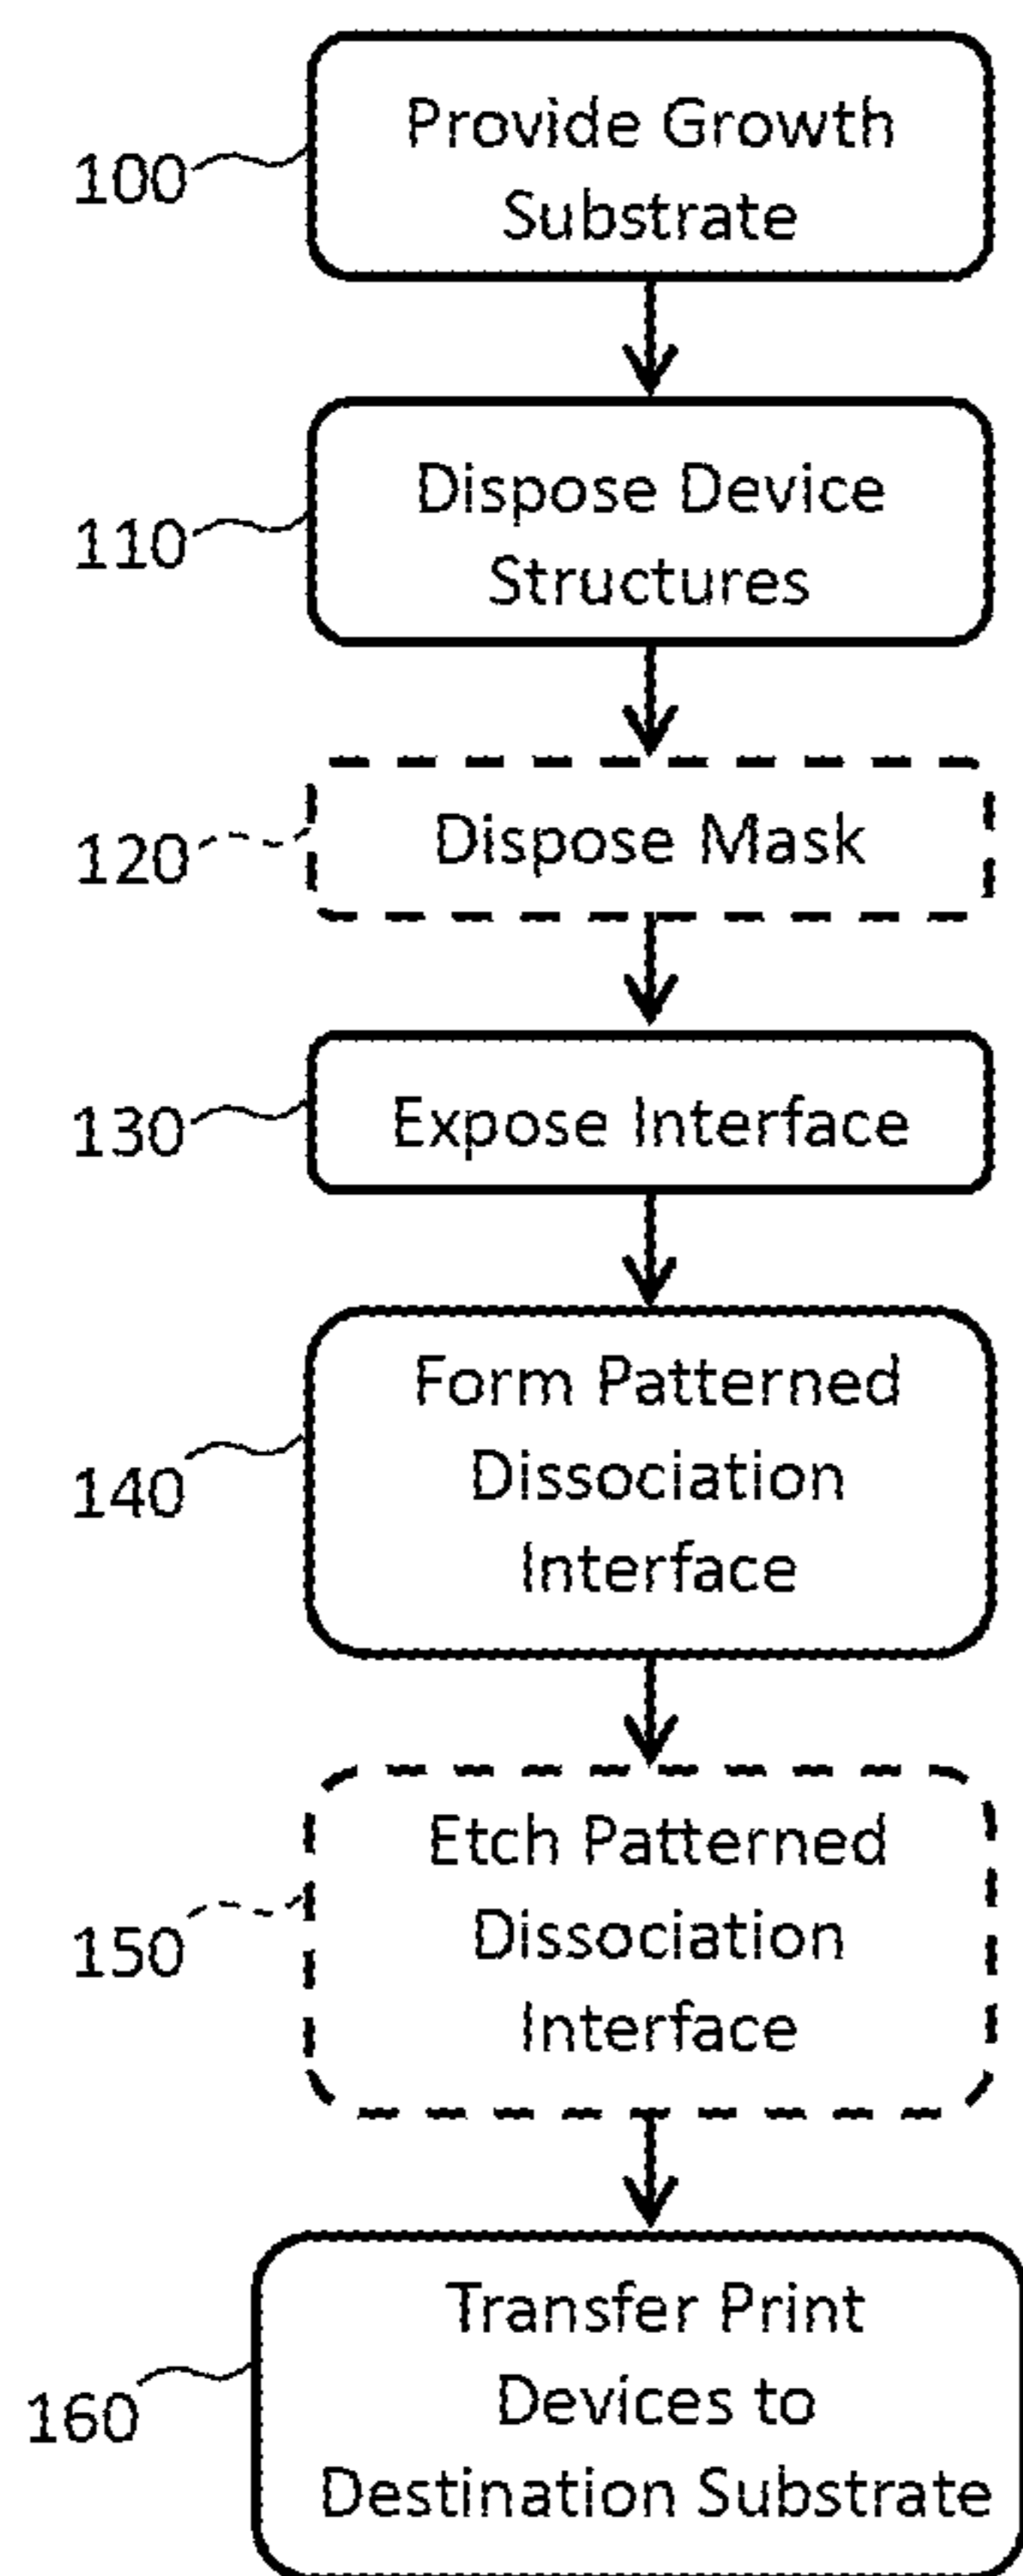 Provide Growth
Substrate
100
Dispose Device
Structures
110
Dispose Mask
120
Expose Interface
130
Form Patterned
Dissociation
Interface
140
Etch Patterned
Dissociation
Interface
150
Transfer Print
Devices to
Destination Substrate
160